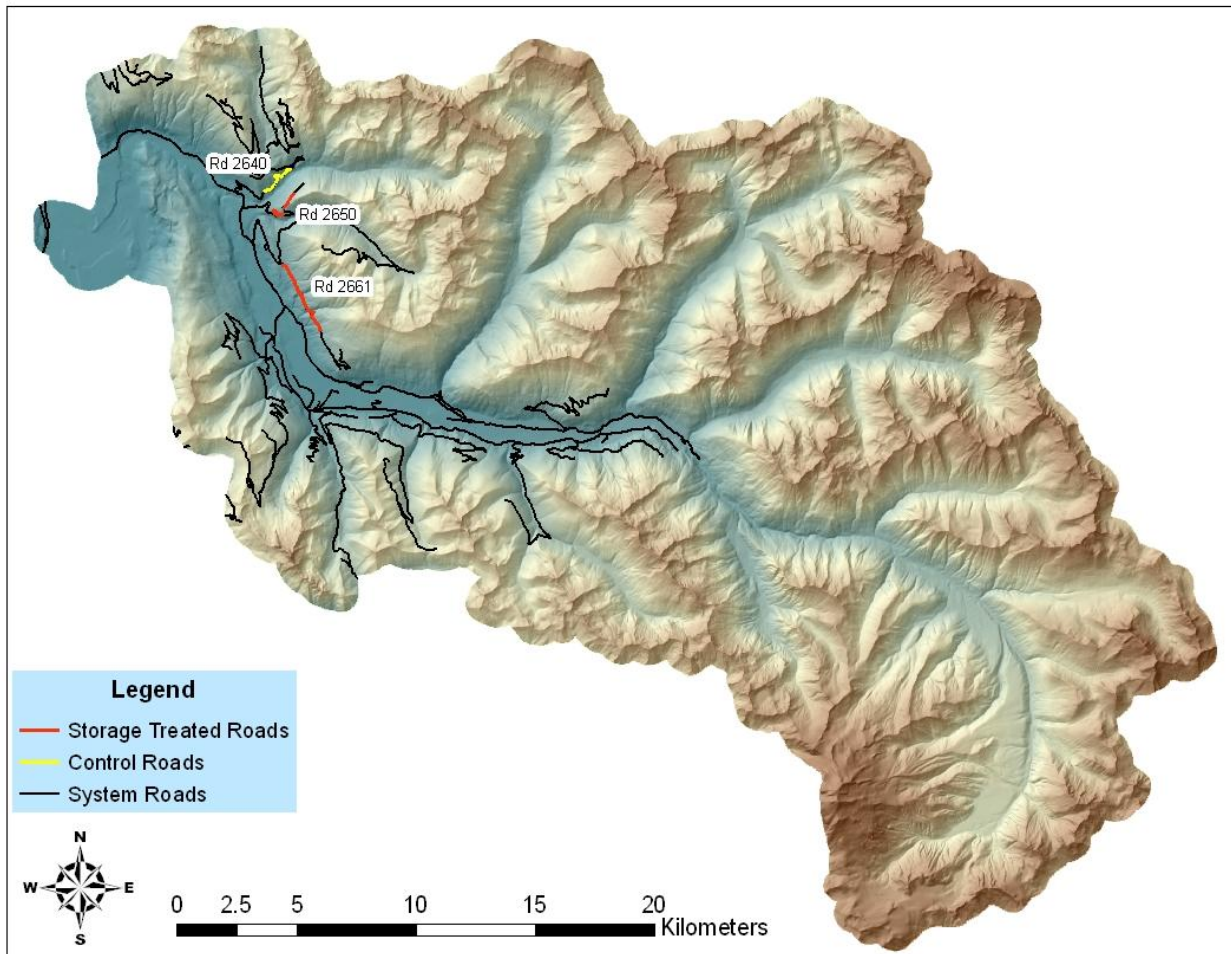 Rd 2640
Rd 2650
Rd 2661
Legend
Storage Treated Roads
Control Roads
System Roads
N
W E
S
0 2.5 5 10 15 20
Kilometers